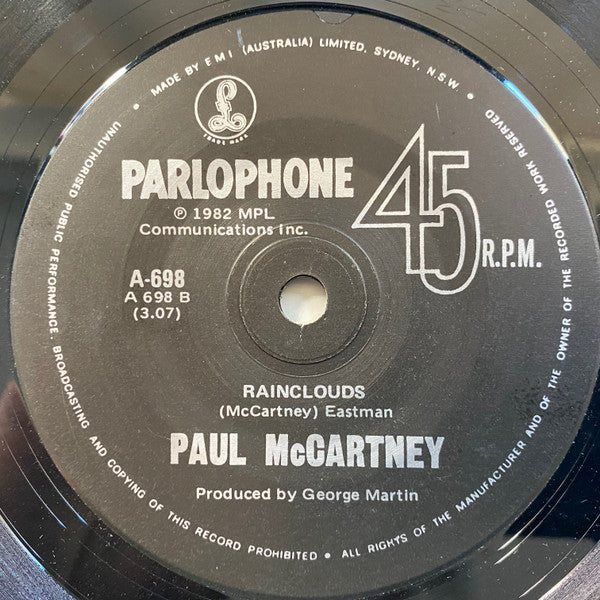 • MADE BY E M I (AUSTRALIA) LIMITED, SYDNEY, N.S.W. •
UNAUTHORISED PUBLIC PERFORMANCE, BROADCASTING AND COPYING OF THIS RECORD PROHIBITED • ALL RIGHTS OF THE MANUFACTURER AND OF THE OWNER OF THE RECORDED WORK RESERVED
£
TRADE MARK
PARLOPHONE
45 R.P.M.
℗ 1982 MPL
Communications Inc.
A-698
A 698 B
(3.07)
RAINCLOUDS
(McCartney) Eastman
PAUL McCARTNEY
Produced by George Martin